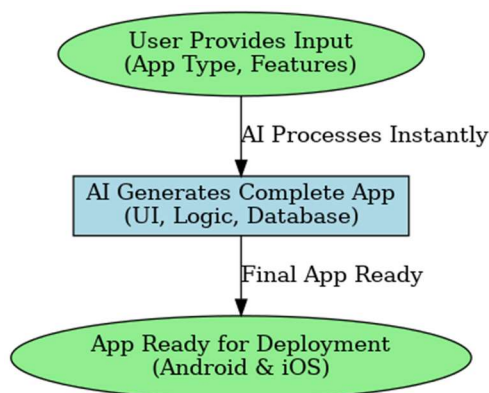 User Provides Input
(App Type, Features)
AI Processes Instantly
AI Generates Complete App
(UI, Logic, Database)
Final App Ready
App Ready for Deployment
(Android & iOS)